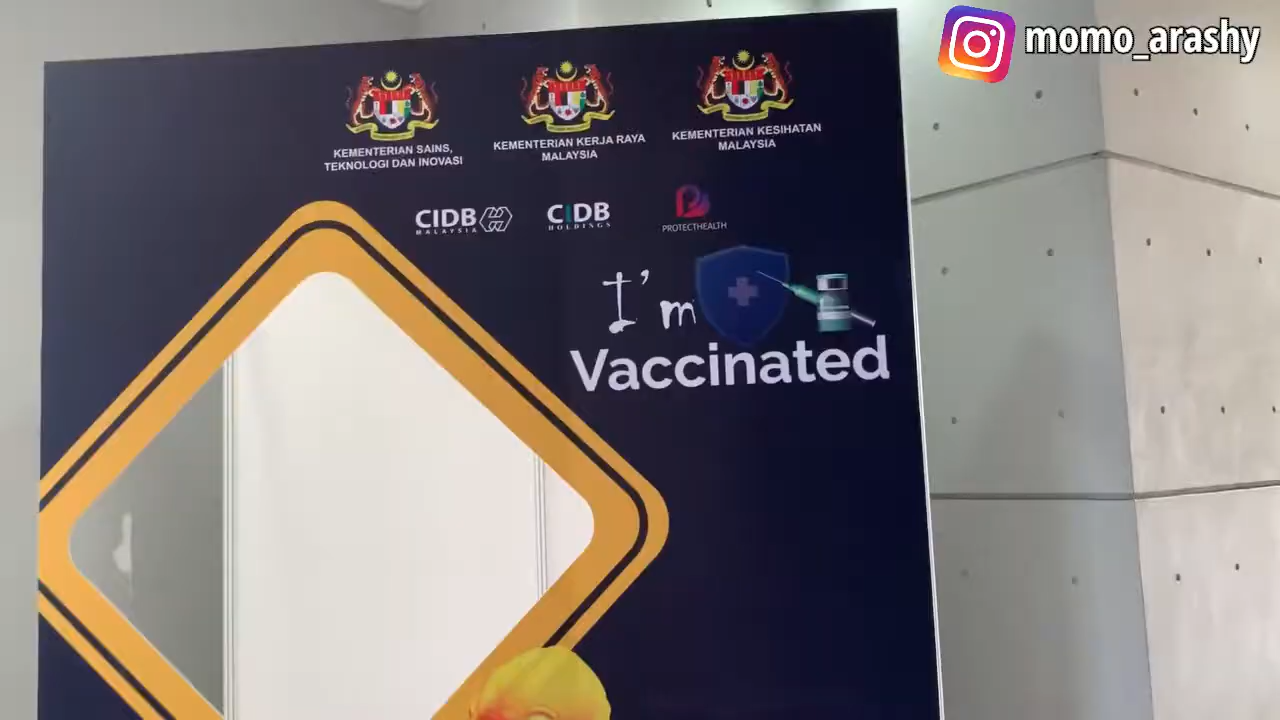 momo_arashy
KEMENTERIAN SAINS,
TEKNOLOGI DAN INOVASI
KEMENTERIAN KERJA RAYA
MALAYSIA
KEMENTERIAN KESIHATAN
MALAYSIA
CIDB
MALAYSIA
CIDB
HOLDINGS
PROTECTHEALTH
I'm
Vaccinated